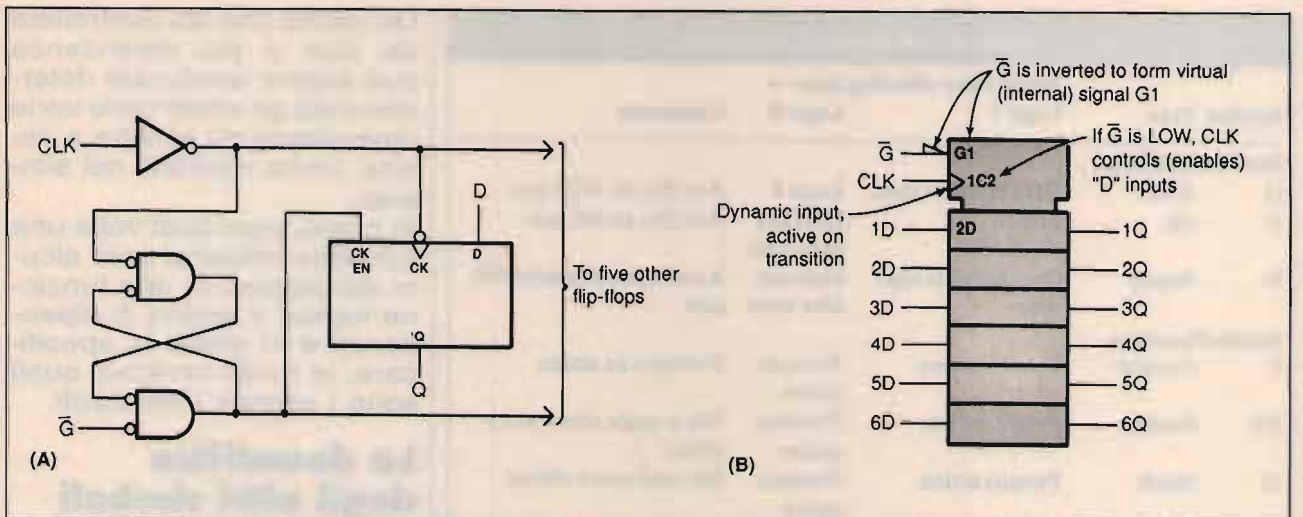 CLK
D
CK
EN
CK
D
'Q
Q
G̅
To five other
flip-flops
(A)
G̅ is inverted to form virtual
(internal) signal G1
G̅
G1
CLK
1C2
If G̅ is LOW, CLK
controls (enables)
"D" inputs
Dynamic input,
active on
transition
1D
2D
1Q
2D
2Q
3D
3Q
4D
4Q
5D
5Q
6D
6Q
(B)